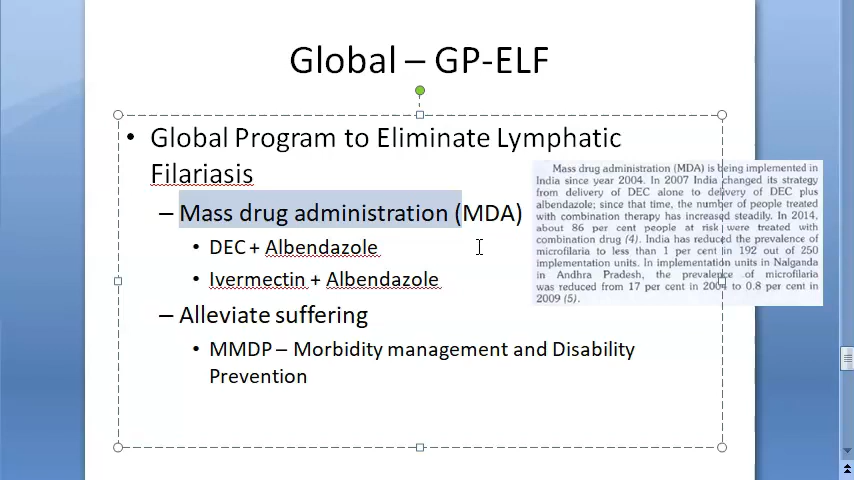 Global – GP-ELF
• Global Program to Eliminate Lymphatic
Filariasis
– Mass drug administration (MDA)
• DEC + Albendazole
• Ivermectin + Albendazole
– Alleviate suffering
• MMDP – Morbidity management and Disability
Prevention
Mass drug administration (MDA) is being implemented in
India since year 2004. In 2007 India changed its strategy
from delivery of DEC alone to delivery of DEC plus
albendazole; since that time, the number of people treated
with combination therapy has increased steadily. In 2014,
about 86 per cent people at risk were treated with
combination drug (4). India has reduced the prevalence of
microfilaria to less than 1 per cent in 192 out of 250
implementation units. In implementation units in Nalganda
in Andhra Pradesh, the prevalence of microfilaria
was reduced from 17 per cent in 2004 to 0.8 per cent in
2009 (5).